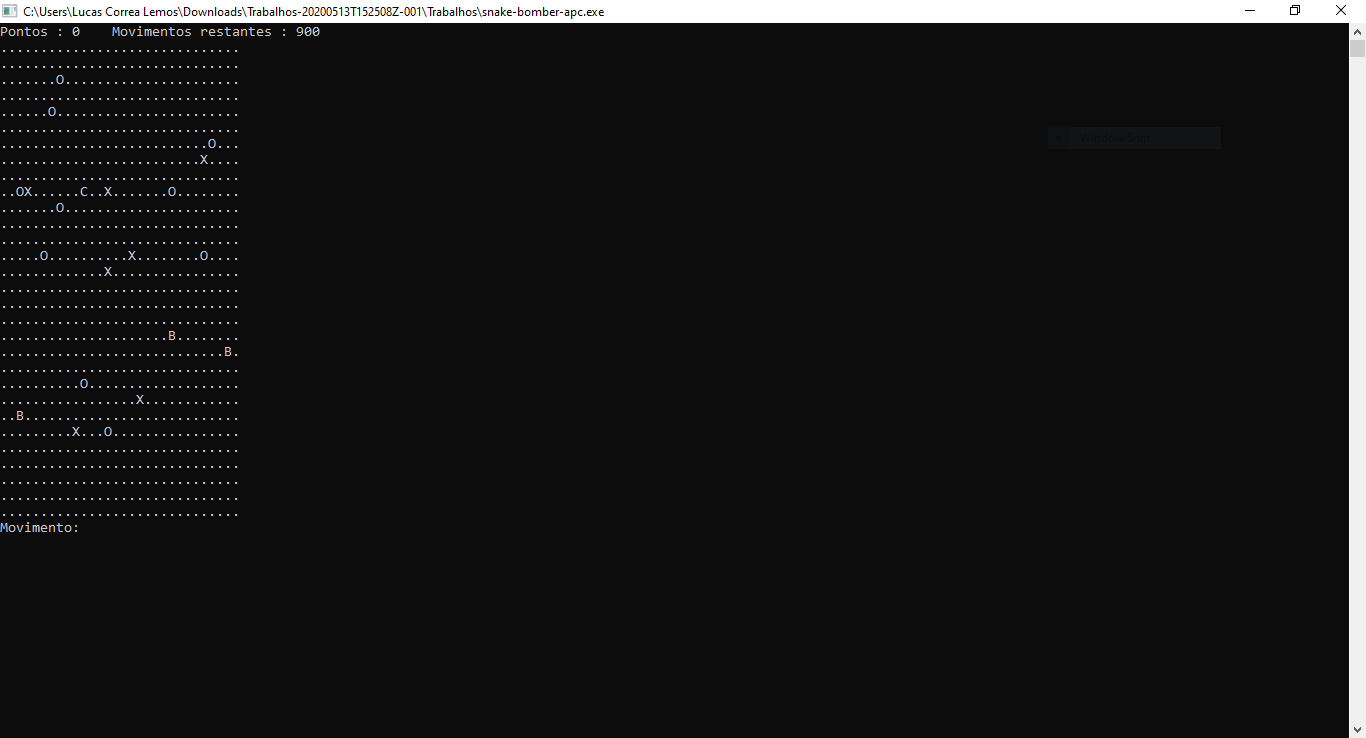 C:\Users\Lucas Correa Lemos\Downloads\Trabalhos-20200513T152508Z-001\Trabalhos\snake-bomber-apc.exe
Pontos : 0    Movimentos restantes : 900
..............................
..............................
.......O......................
..............................
......O.......................
..............................
..........................O...
.........................X....
..............................
..OX......C..X.......O........
.......O......................
..............................
..............................
.....O..........X........O....
.............X................
..............................
..............................
..............................
.....................B........
............................B.
..............................
..........O...................
.................X............
..B...........................
.........X...O................
..............................
..............................
..............................
..............................
..............................
Movimento: